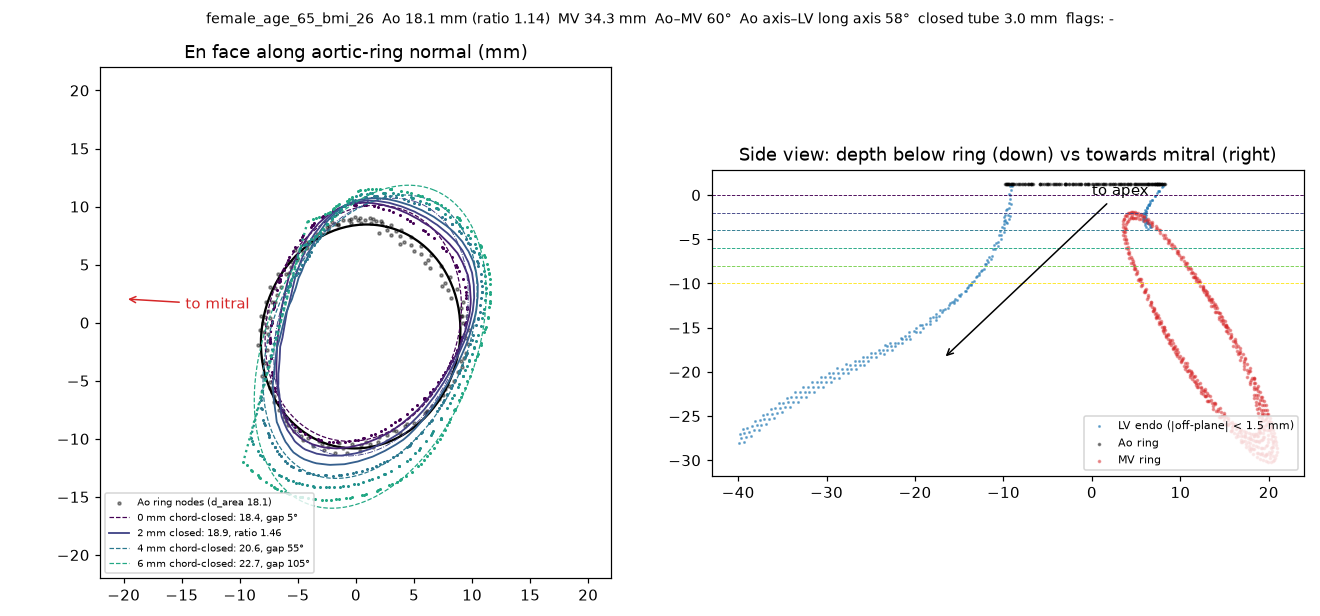 female_age_65_bmi_26  Ao 18.1 mm (ratio 1.14)  MV 34.3 mm  Ao–MV 60°  Ao axis–LV long axis 58°  closed tube 3.0 mm  flags: -
En face along aortic-ring normal (mm)
20
15
10
5
0
−5
−10
−15
−20
to mitral
Ao ring nodes (d_area 18.1)
0 mm chord-closed: 18.4, gap 5°
2 mm closed: 18.9, ratio 1.46
4 mm chord-closed: 20.6, gap 55°
6 mm chord-closed: 22.7, gap 105°
−20 −15 −10 −5 0 5 10 15 20
Side view: depth below ring (down) vs towards mitral (right)
0
−5
−10
−15
−20
−25
−30
to apex
LV endo (|off-plane| < 1.5 mm)
Ao ring
MV ring
−40 −30 −20 −10 0 10 20